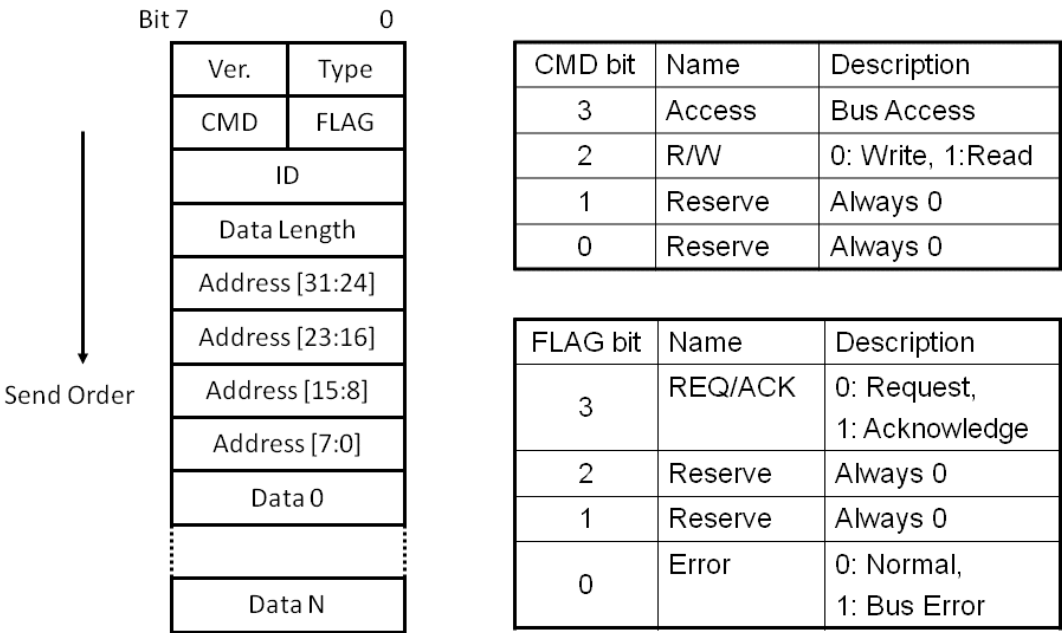 Bit 7 0
Ver. Type
CMD FLAG
ID
Data Length
Address [31:24]
Address [23:16]
Address [15:8]
Address [7:0]
Data 0
Data N
Send Order
CMD bit Name Description
3 Access Bus Access
2 R/W 0: Write, 1:Read
1 Reserve Always 0
0 Reserve Always 0
FLAG bit Name Description
3 REQ/ACK 0: Request,
1: Acknowledge
2 Reserve Always 0
1 Reserve Always 0
0 Error 0: Normal,
1: Bus Error